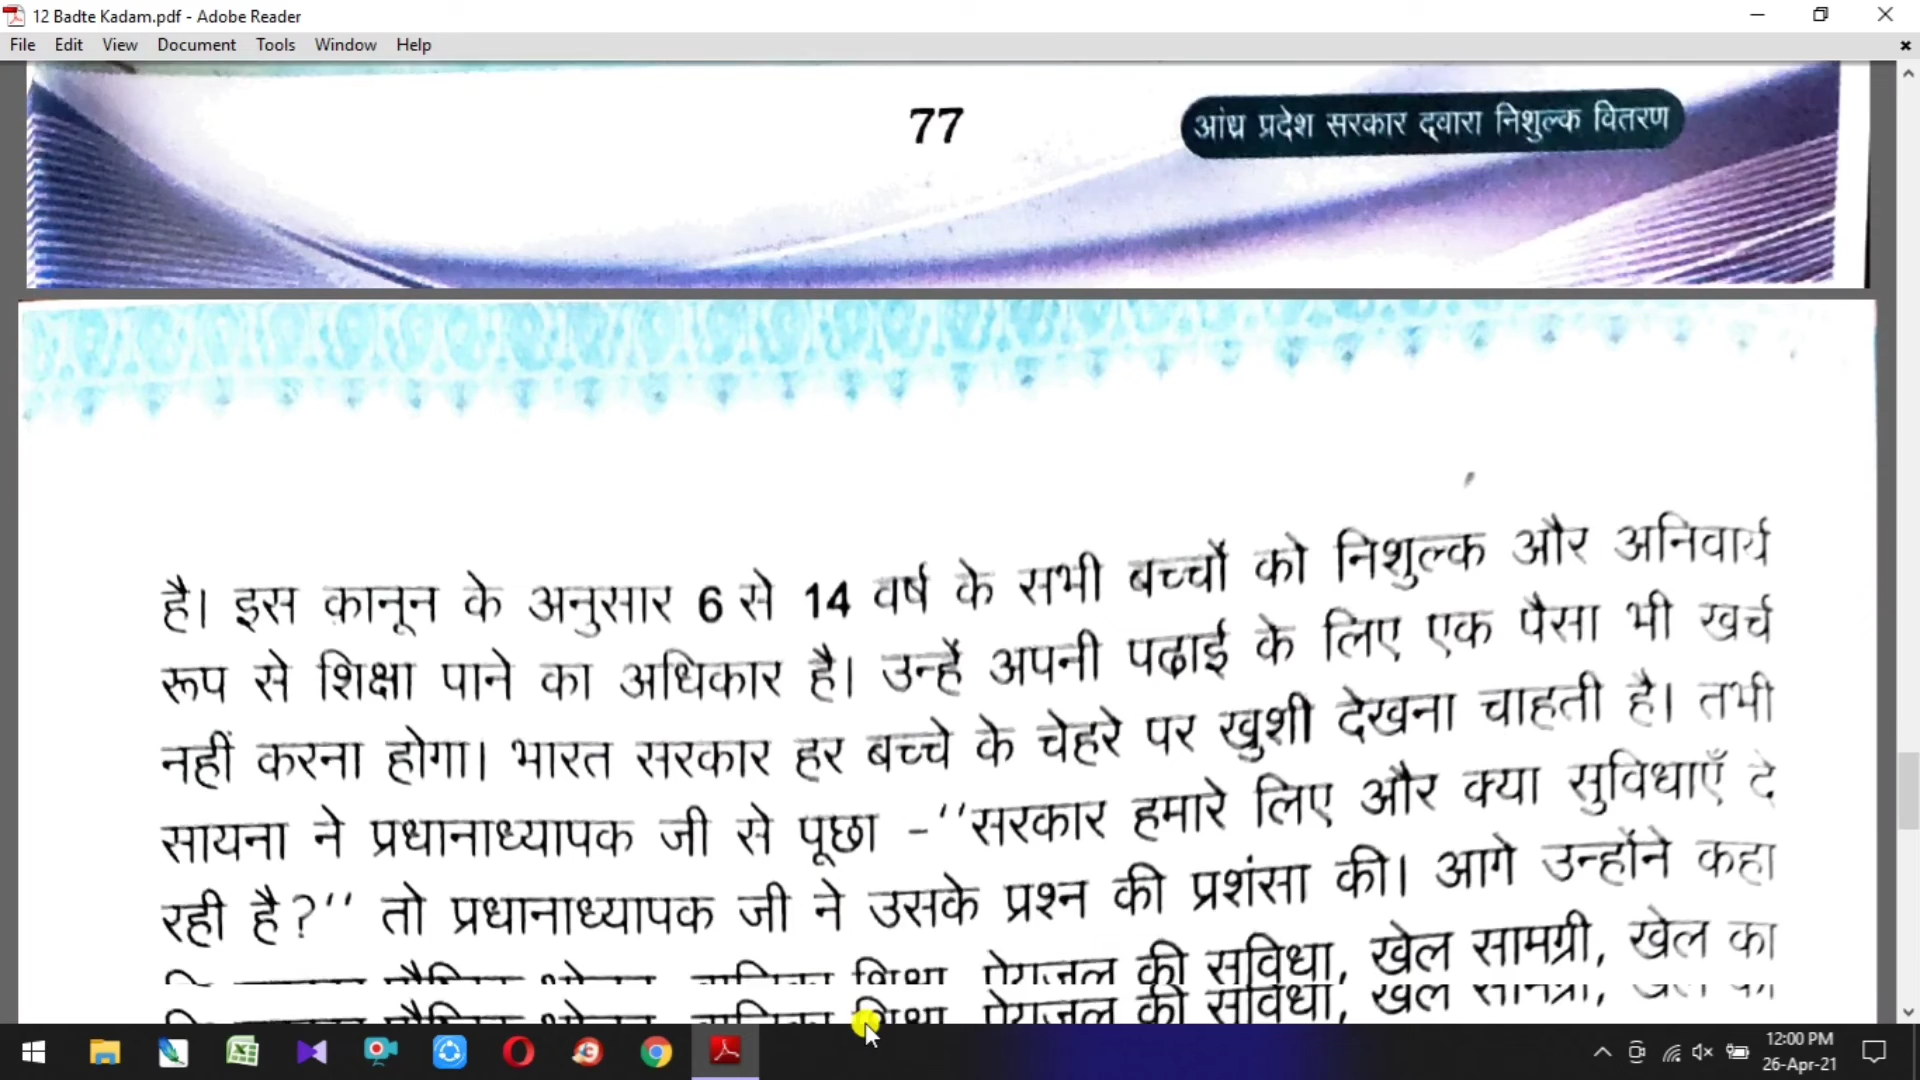 12 Badte Kadam.pdf - Adobe Reader
File Edit View Document Tools Window Help
77
आंध्र प्रदेश सरकार द्वारा निशुल्क वितरण
है। इस क़ानून के अनुसार 6 से 14 वर्ष के सभी बच्चों को निशुल्क और अनिवार्य
रूप से शिक्षा पाने का अधिकार है। उन्हें अपनी पढाई के लिए एक पैसा भी खर्च
नहीं करना होगा। भारत सरकार हर बच्चे के चेहरे पर खुशी देखना चाहती है। तभी
सायना ने प्रधानाध्यापक जी से पूछा -''सरकार हमारे लिए और क्या सुविधाएँ दे
रही है?'' तो प्रधानाध्यापक जी ने उसके प्रश्न की प्रशंसा की। आगे उन्होंने कहा
शिक्षा, पेयजल की सुविधा, खेल सामग्री, खेल का
12:00 PM
26-Apr-21